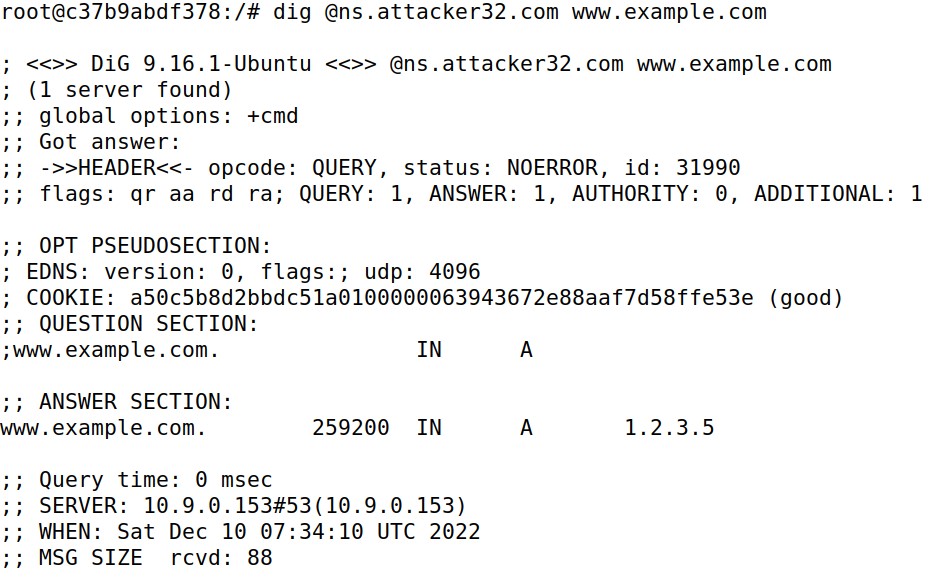 root@c37b9abdf378:/# dig @ns.attacker32.com www.example.com
; <<>> DiG 9.16.1-Ubuntu <<>> @ns.attacker32.com www.example.com
; (1 server found)
;; global options: +cmd
;; Got answer:
;; ->>HEADER<<- opcode: QUERY, status: NOERROR, id: 31990
;; flags: qr aa rd ra; QUERY: 1, ANSWER: 1, AUTHORITY: 0, ADDITIONAL: 1
;; OPT PSEUDOSECTION:
; EDNS: version: 0, flags:; udp: 4096
; COOKIE: a50c5b8d2bbdc51a0100000063943672e88aaf7d58ffe53e (good)
;; QUESTION SECTION:
;www.example.com. IN A
;; ANSWER SECTION:
www.example.com. 259200 IN A 1.2.3.5
;; Query time: 0 msec
;; SERVER: 10.9.0.153#53(10.9.0.153)
;; WHEN: Sat Dec 10 07:34:10 UTC 2022
;; MSG SIZE rcvd: 88